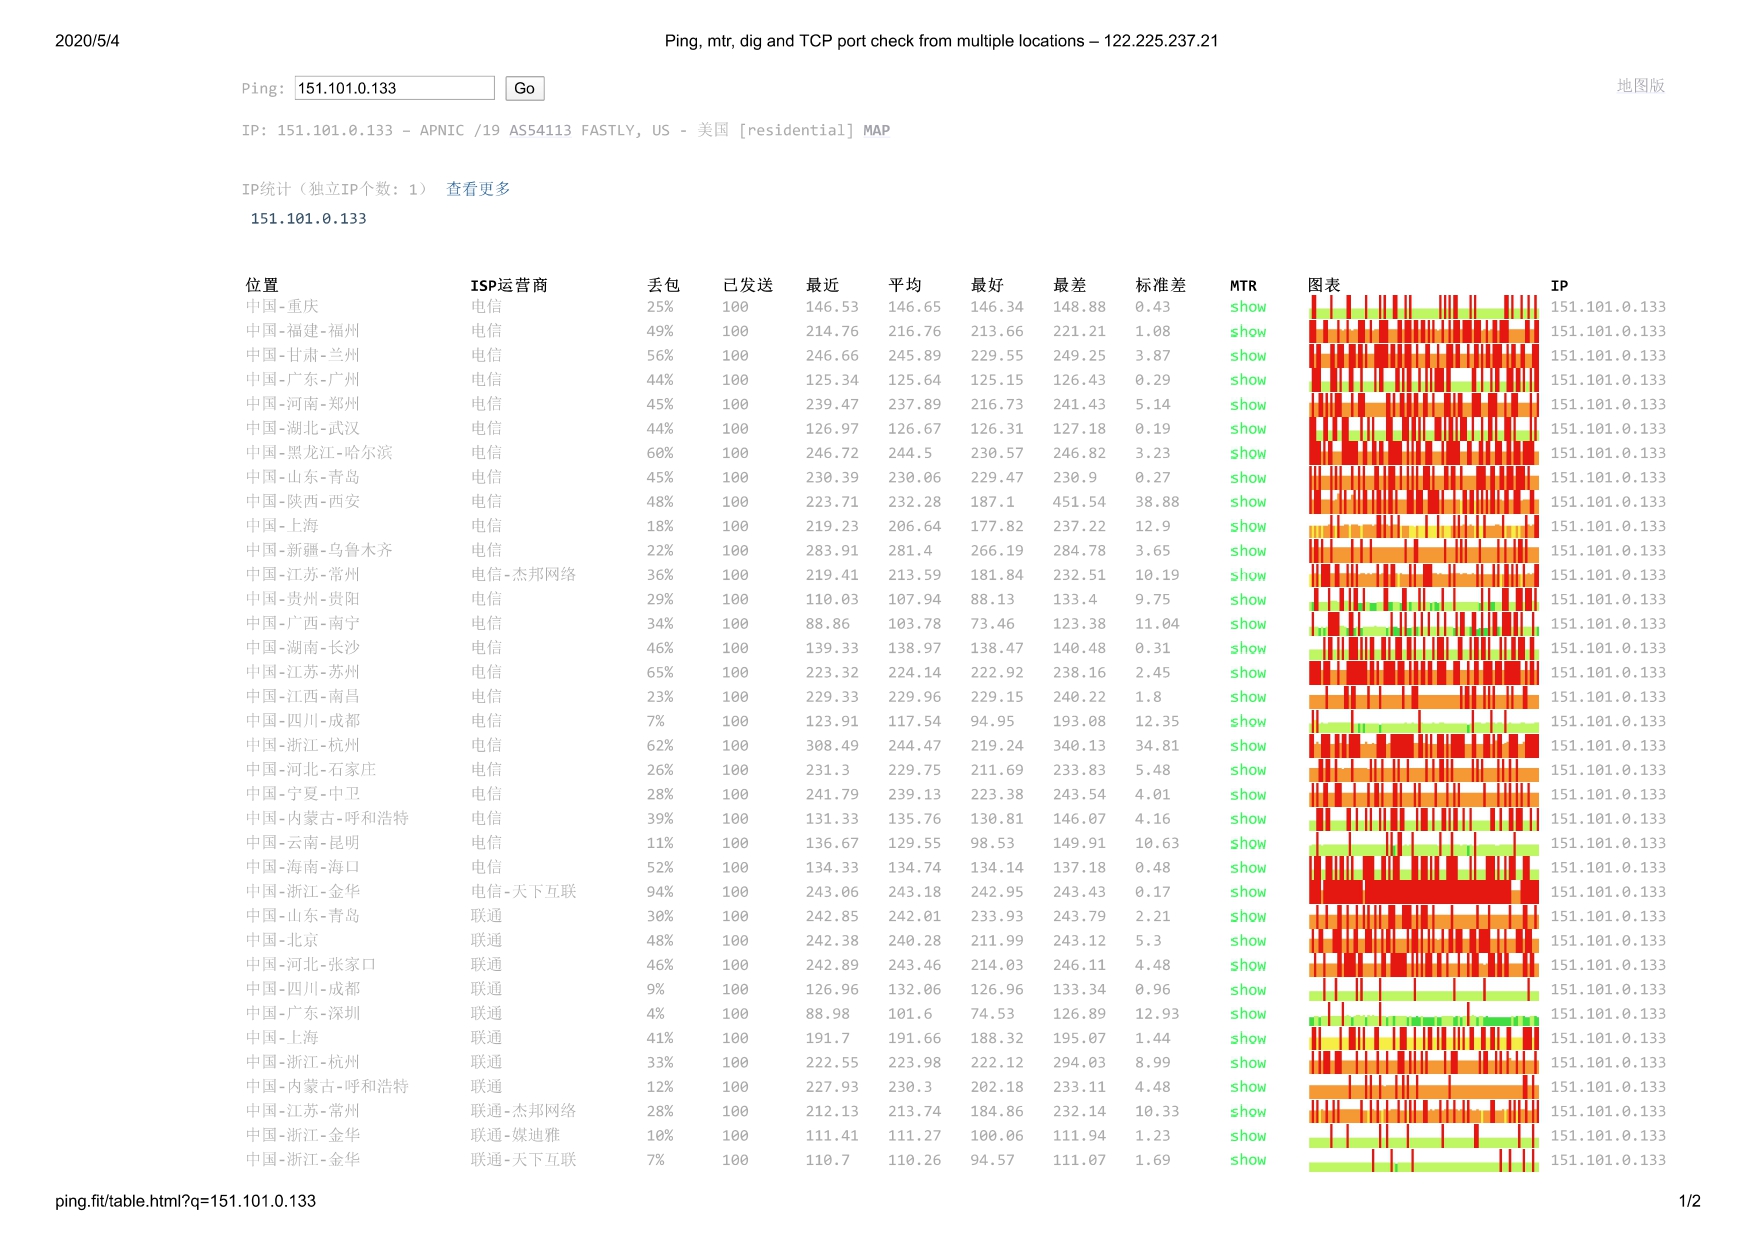 2020/5/4 Ping, mtr, dig and TCP port check from multiple locations – 122.225.237.21
Ping: 151.101.0.133 Go 地图版
IP: 151.101.0.133 – APNIC /19 AS54113 FASTLY, US - 美国 [residential] MAP
IP统计（独立IP个数: 1） 查看更多
151.101.0.133
位置 ISP运营商 丢包 已发送 最近 平均 最好 最差 标准差 MTR 图表 IP
中国-重庆 电信 25% 100 146.53 146.65 146.34 148.88 0.43 show 151.101.0.133
中国-福建-福州 电信 49% 100 214.76 216.76 213.66 221.21 1.08 show 151.101.0.133
中国-甘肃-兰州 电信 56% 100 246.66 245.89 229.55 249.25 3.87 show 151.101.0.133
中国-广东-广州 电信 44% 100 125.34 125.64 125.15 126.43 0.29 show 151.101.0.133
中国-河南-郑州 电信 45% 100 239.47 237.89 216.73 241.43 5.14 show 151.101.0.133
中国-湖北-武汉 电信 44% 100 126.97 126.67 126.31 127.18 0.19 show 151.101.0.133
中国-黑龙江-哈尔滨 电信 60% 100 246.72 244.5 230.57 246.82 3.23 show 151.101.0.133
中国-山东-青岛 电信 45% 100 230.39 230.06 229.47 230.9 0.27 show 151.101.0.133
中国-陕西-西安 电信 48% 100 223.71 232.28 187.1 451.54 38.88 show 151.101.0.133
中国-上海 电信 18% 100 219.23 206.64 177.82 237.22 12.9 show 151.101.0.133
中国-新疆-乌鲁木齐 电信 22% 100 283.91 281.4 266.19 284.78 3.65 show 151.101.0.133
中国-江苏-常州 电信-杰邦网络 36% 100 219.41 213.59 181.84 232.51 10.19 show 151.101.0.133
中国-贵州-贵阳 电信 29% 100 110.03 107.94 88.13 133.4 9.75 show 151.101.0.133
中国-广西-南宁 电信 34% 100 88.86 103.78 73.46 123.38 11.04 show 151.101.0.133
中国-湖南-长沙 电信 46% 100 139.33 138.97 138.47 140.48 0.31 show 151.101.0.133
中国-江苏-苏州 电信 65% 100 223.32 224.14 222.92 238.16 2.45 show 151.101.0.133
中国-江西-南昌 电信 23% 100 229.33 229.96 229.15 240.22 1.8 show 151.101.0.133
中国-四川-成都 电信 7% 100 123.91 117.54 94.95 193.08 12.35 show 151.101.0.133
中国-浙江-杭州 电信 62% 100 308.49 244.47 219.24 340.13 34.81 show 151.101.0.133
中国-河北-石家庄 电信 26% 100 231.3 229.75 211.69 233.83 5.48 show 151.101.0.133
中国-宁夏-中卫 电信 28% 100 241.79 239.13 223.38 243.54 4.01 show 151.101.0.133
中国-内蒙古-呼和浩特 电信 39% 100 131.33 135.76 130.81 146.07 4.16 show 151.101.0.133
中国-云南-昆明 电信 11% 100 136.67 129.55 98.53 149.91 10.63 show 151.101.0.133
中国-海南-海口 电信 52% 100 134.33 134.74 134.14 137.18 0.48 show 151.101.0.133
中国-浙江-金华 电信-天下互联 94% 100 243.06 243.18 242.95 243.43 0.17 show 151.101.0.133
中国-山东-青岛 联通 30% 100 242.85 242.01 233.93 243.79 2.21 show 151.101.0.133
中国-北京 联通 48% 100 242.38 240.28 211.99 243.12 5.3 show 151.101.0.133
中国-河北-张家口 联通 46% 100 242.89 243.46 214.03 246.11 4.48 show 151.101.0.133
中国-四川-成都 联通 9% 100 126.96 132.06 126.96 133.34 0.96 show 151.101.0.133
中国-广东-深圳 联通 4% 100 88.98 101.6 74.53 126.89 12.93 show 151.101.0.133
中国-上海 联通 41% 100 191.7 191.66 188.32 195.07 1.44 show 151.101.0.133
中国-浙江-杭州 联通 33% 100 222.55 223.98 222.12 294.03 8.99 show 151.101.0.133
中国-内蒙古-呼和浩特 联通 12% 100 227.93 230.3 202.18 233.11 4.48 show 151.101.0.133
中国-江苏-常州 联通-杰邦网络 28% 100 212.13 213.74 184.86 232.14 10.33 show 151.101.0.133
中国-浙江-金华 联通-媒迪雅 10% 100 111.41 111.27 100.06 111.94 1.23 show 151.101.0.133
中国-浙江-金华 联通-天下互联 7% 100 110.7 110.26 94.57 111.07 1.69 show 151.101.0.133
ping.fit/table.html?q=151.101.0.133 1/2